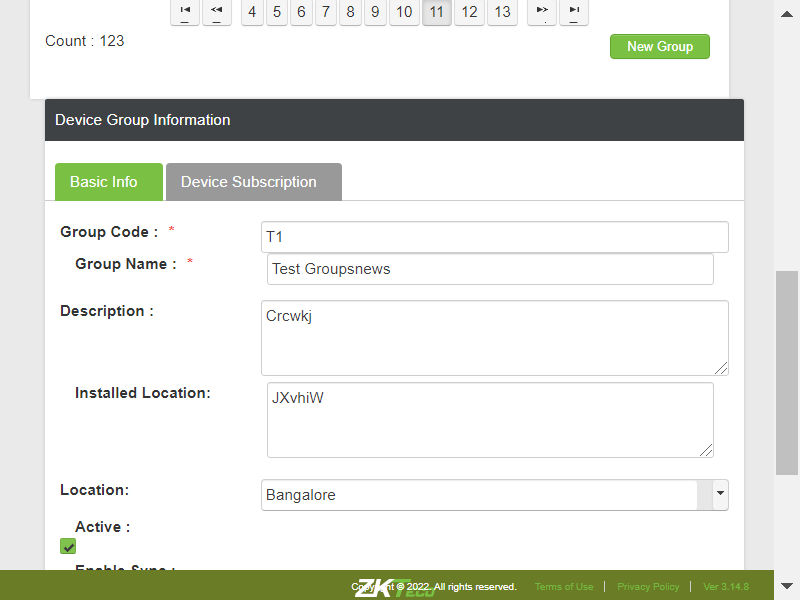 4 5 6 7 8 9 10 11 12 13
Count : 123
New Group
Device Group Information
Basic Info
Device Subscription
Group Code : *
T1
Group Name : *
Test Groupsnews
Description :
Crcwkj
Installed Location:
JXvhiW
Location:
Bangalore
Active :
Enable Sync :
ZKTeco
Copyright © 2022. All rights reserved. Terms of Use | Privacy Policy | Ver 3.14.8